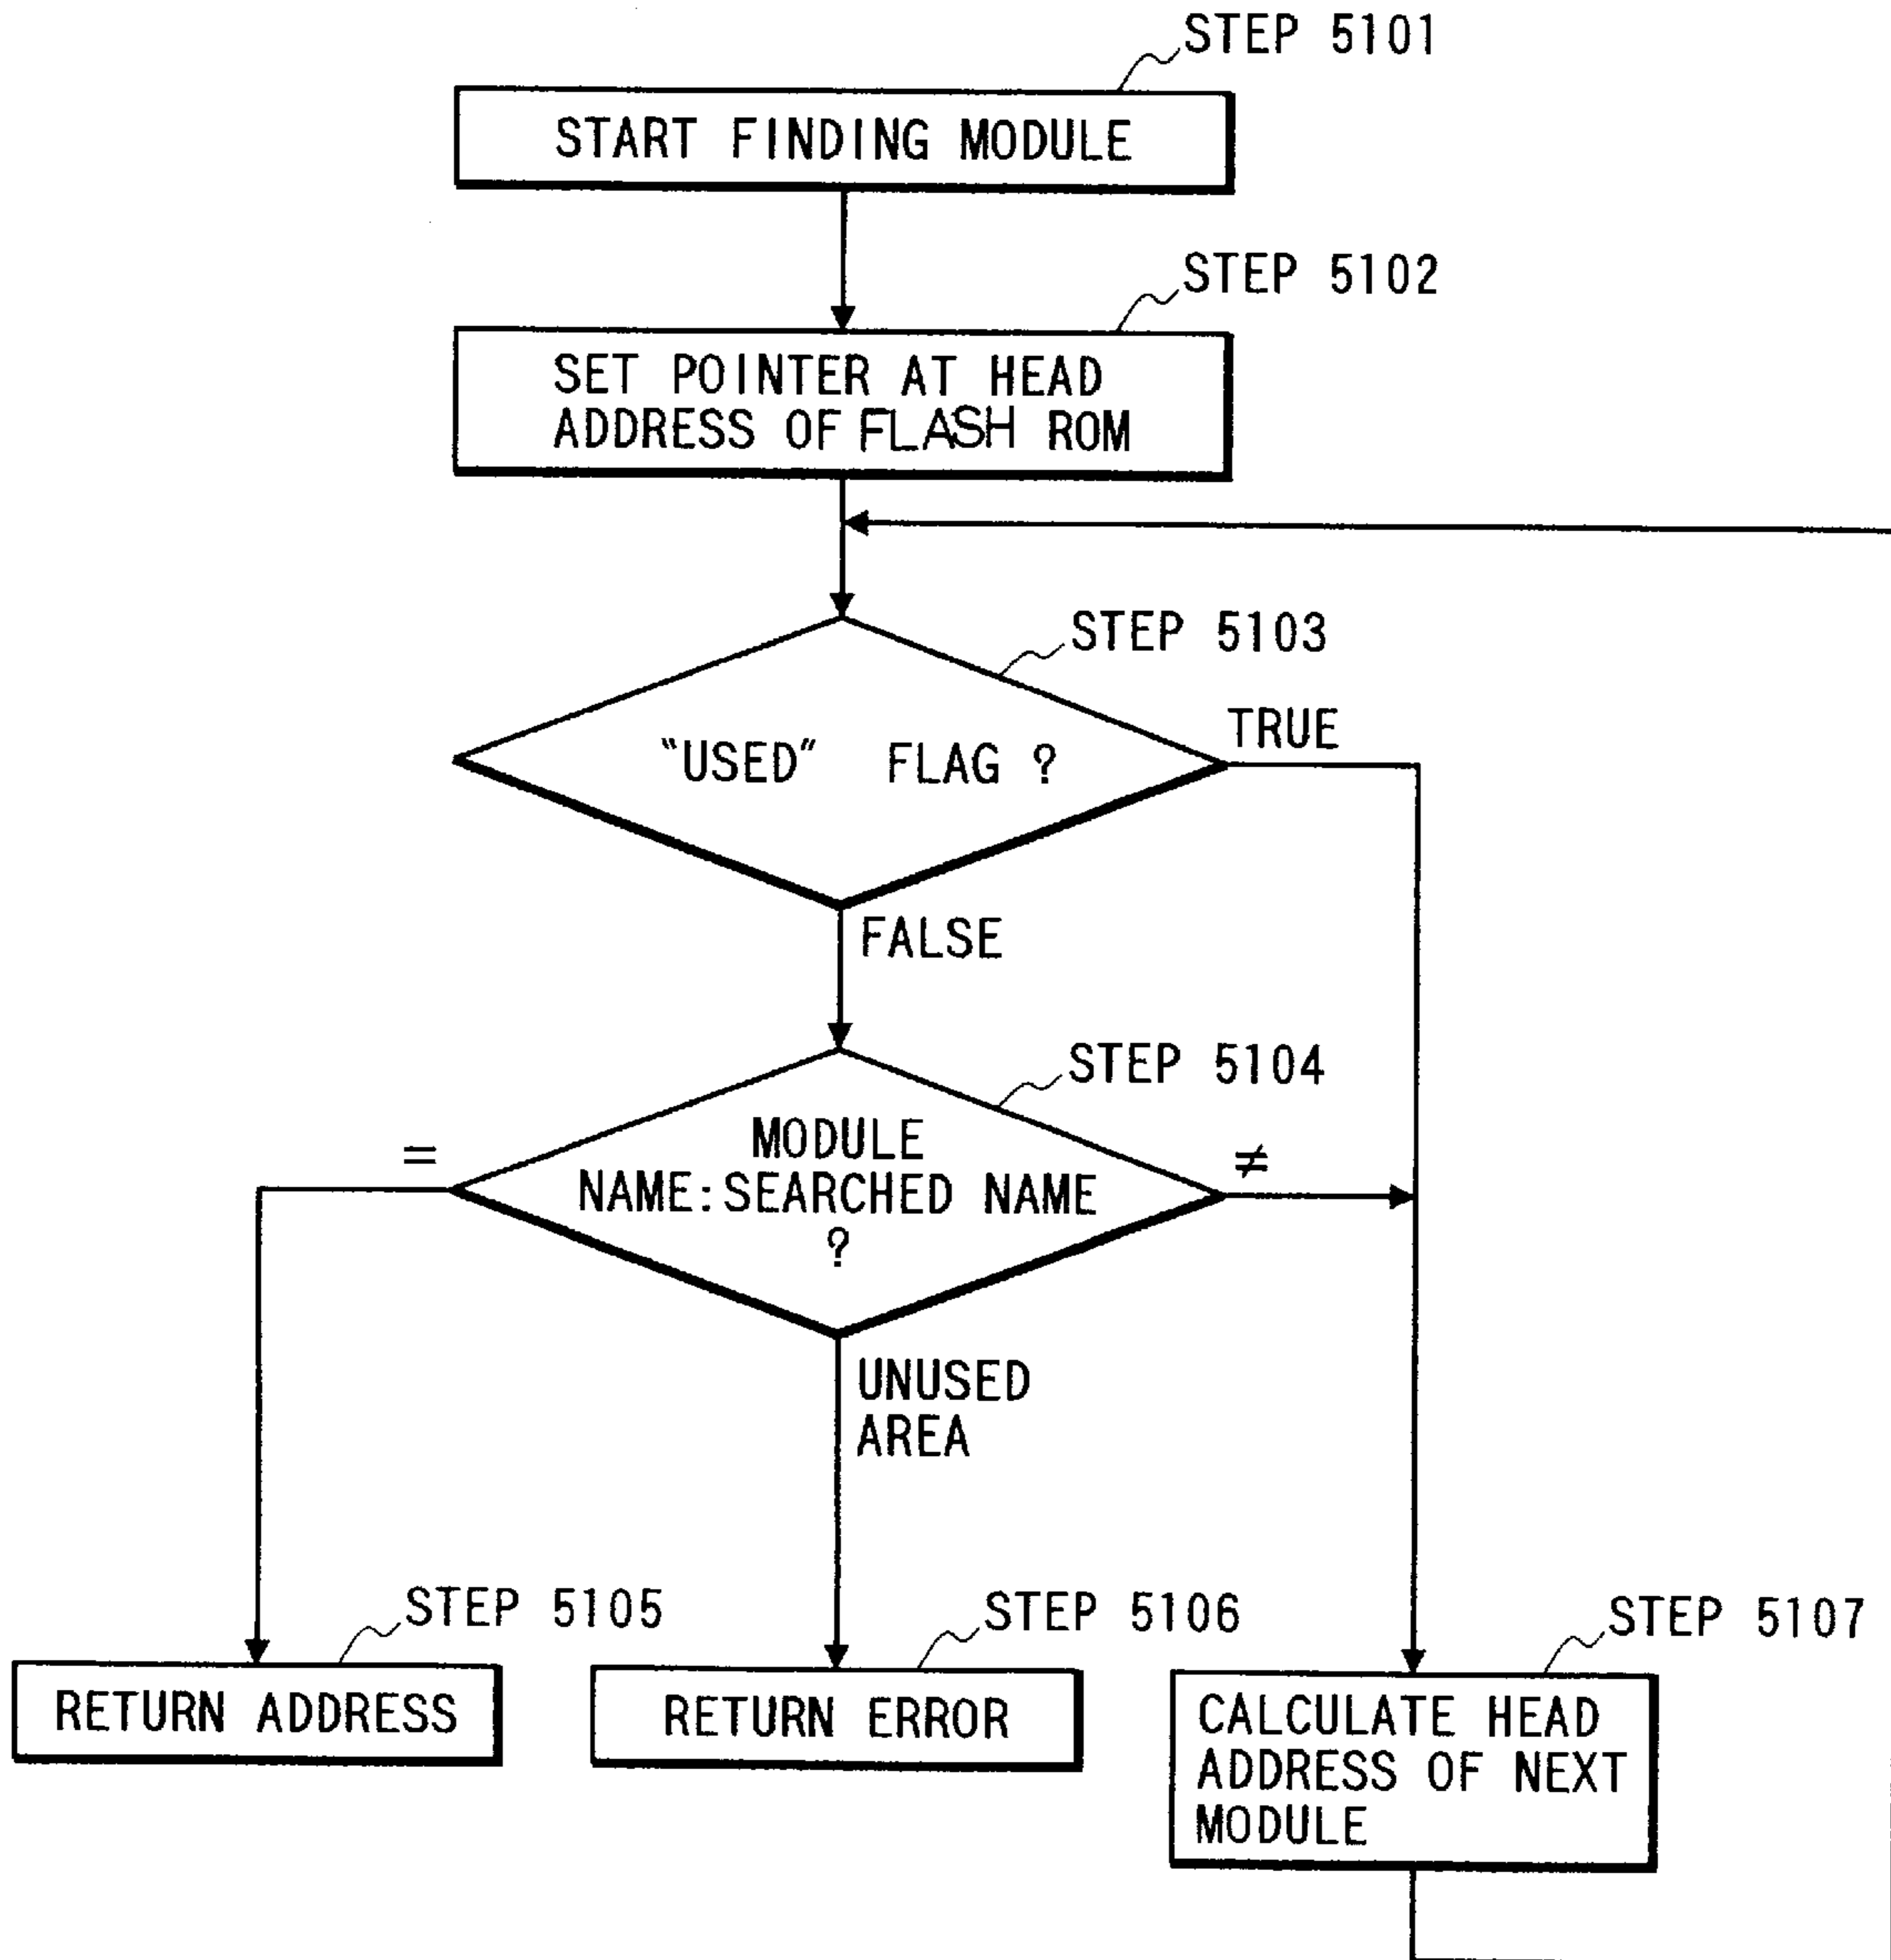 STEP 5101
START FINDING MODULE
STEP 5102
SET POINTER AT HEAD
ADDRESS OF FLASH ROM
STEP 5103
"USED" FLAG ?
TRUE
FALSE
STEP 5104
MODULE
NAME:SEARCHED NAME
?
=
≠
UNUSED
AREA
STEP 5105
RETURN ADDRESS
STEP 5106
RETURN ERROR
STEP 5107
CALCULATE HEAD
ADDRESS OF NEXT
MODULE